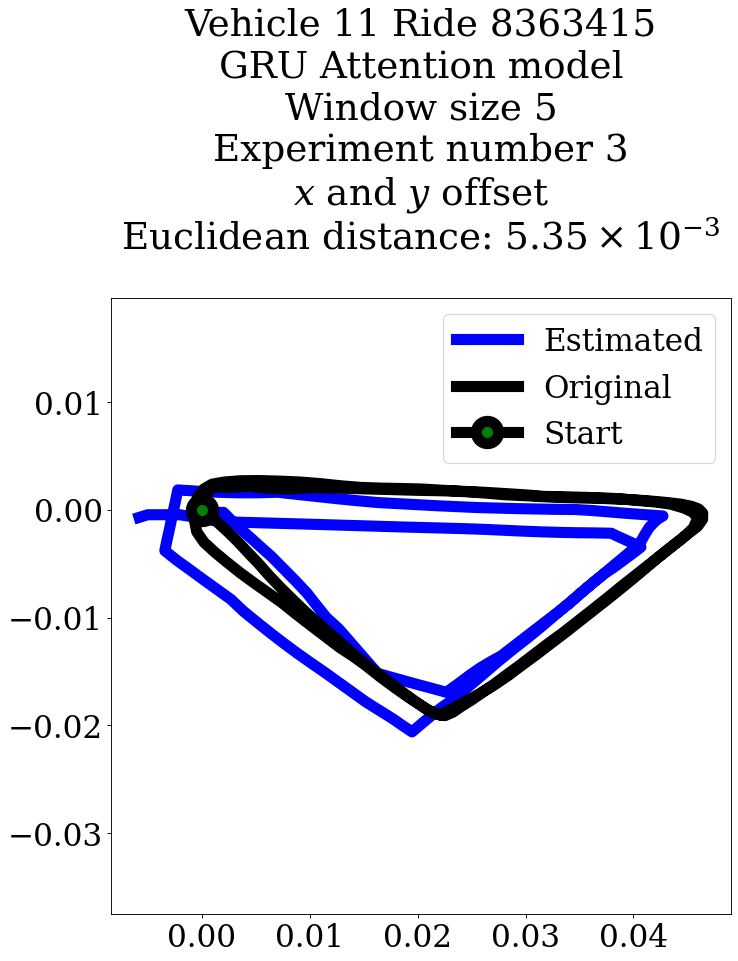 Vehicle 11 Ride 8363415
GRU Attention model
Window size 5
Experiment number 3
x and y offset
Euclidean distance: 5.35 × 10⁻³
Estimated
Original
Start
0.01
0.00
−0.01
−0.02
−0.03
0.00 0.01 0.02 0.03 0.04